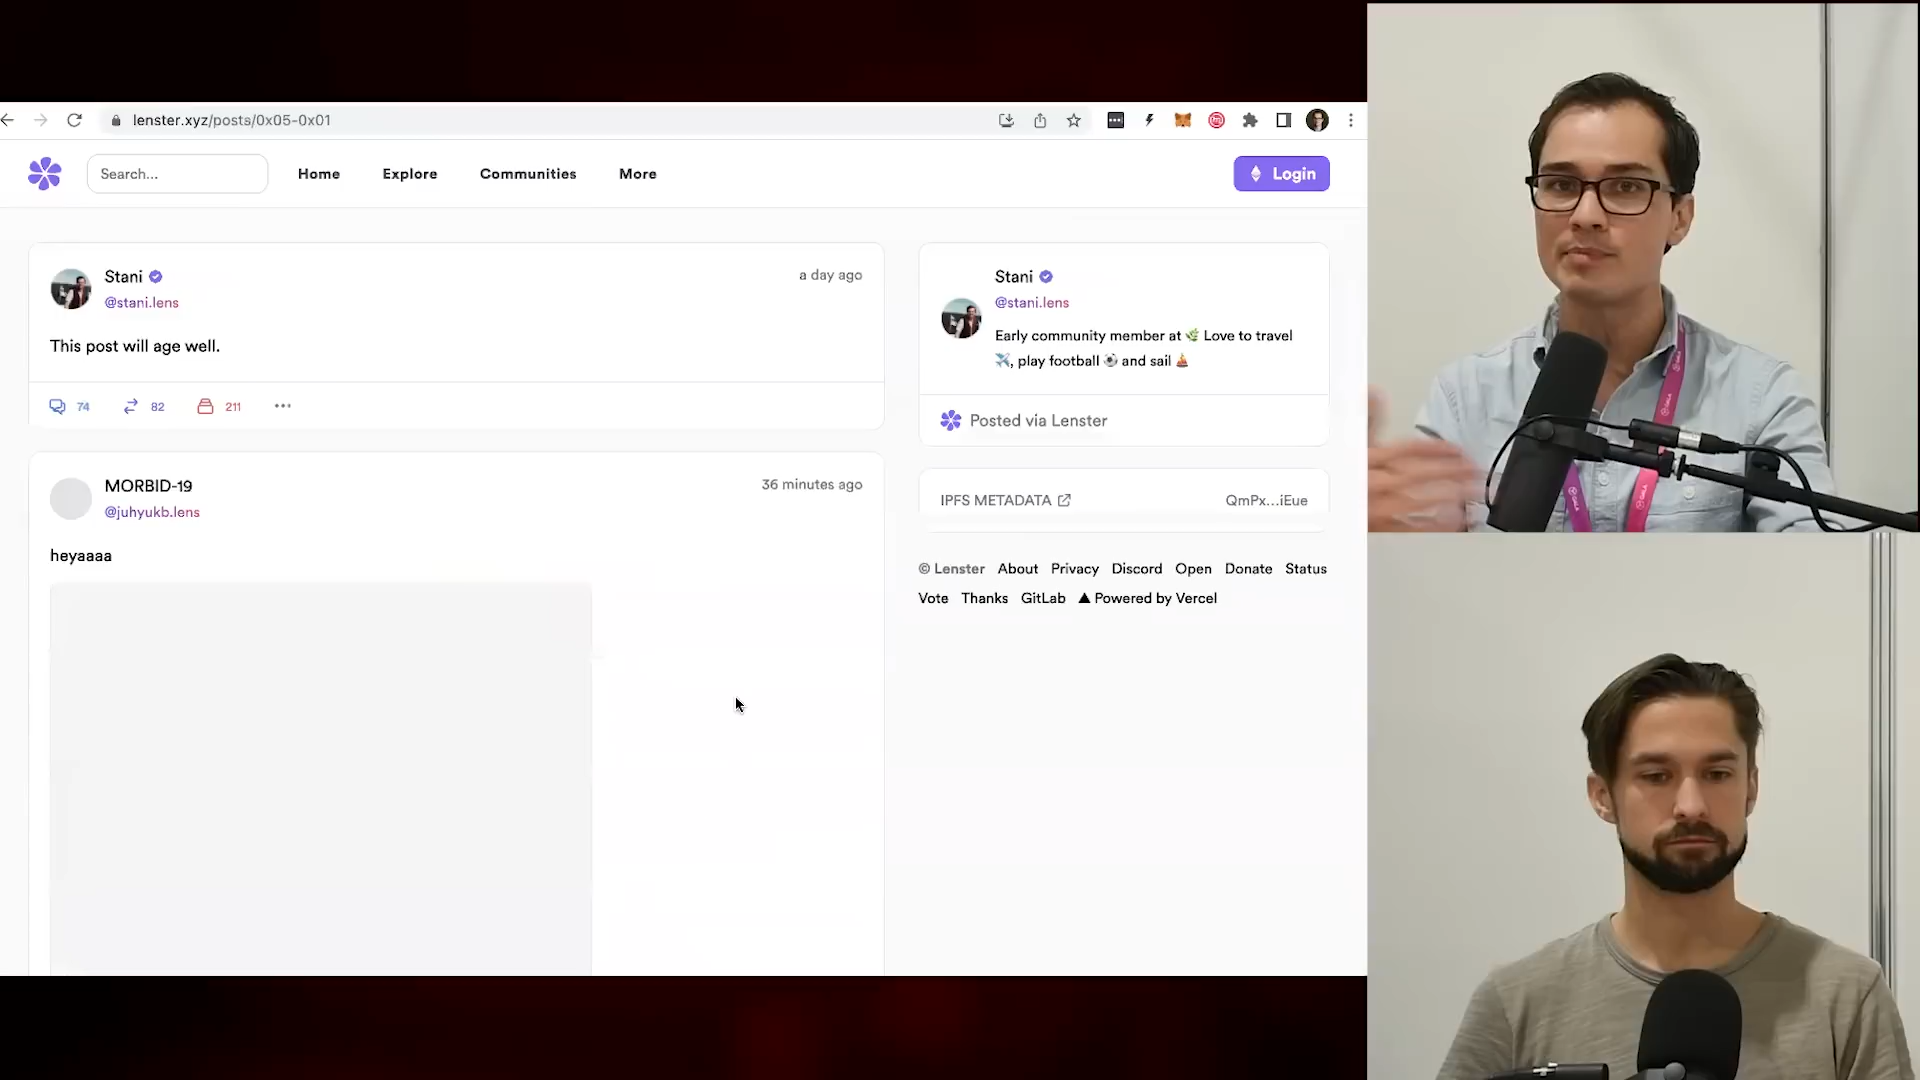 lenster.xyz/posts/0x05-0x01
Search...
Home
Explore
Communities
More
Login
Stani
a day ago
@stani.lens
This post will age well.
74
82
211
MORBID-19
36 minutes ago
@juhyukb.lens
heyaaaa
Stani
@stani.lens
Early community member at 🌿 Love to travel
✈️, play football ⚽ and sail ⛵
Posted via Lenster
IPFS METADATA
QmPx...iEue
© Lenster About Privacy Discord Open Donate Status
Vote Thanks GitLab ▲ Powered by Vercel